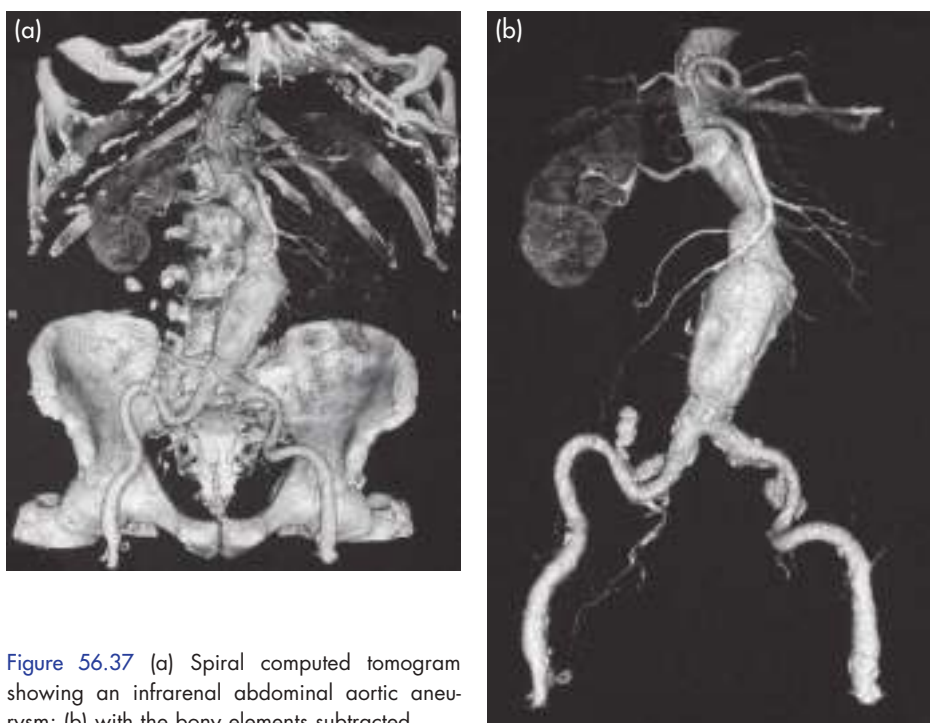 (a)
(b)
Figure 56.37 (a) Spiral computed tomogram
showing an infrarenal abdominal aortic aneu-
rysm; (b) with the bony elements subtracted.